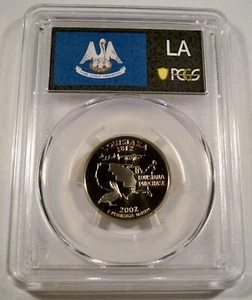 LA
PCGS
LOUISIANA
1812
LOUISIANA
PURCHASE
2002
E PLURIBUS UNUM